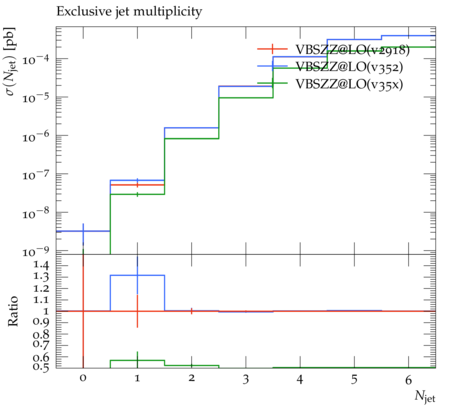 Exclusive jet multiplicity
σ(N_jet) [pb]
VBSZZ@LO(v2918)
VBSZZ@LO(v352)
VBSZZ@LO(v35x)
10⁻⁴
10⁻⁵
10⁻⁶
10⁻⁷
10⁻⁸
10⁻⁹
Ratio
1.4
1.3
1.2
1.1
1
0.9
0.8
0.7
0.6
0.5
0 1 2 3 4 5 6
N_jet